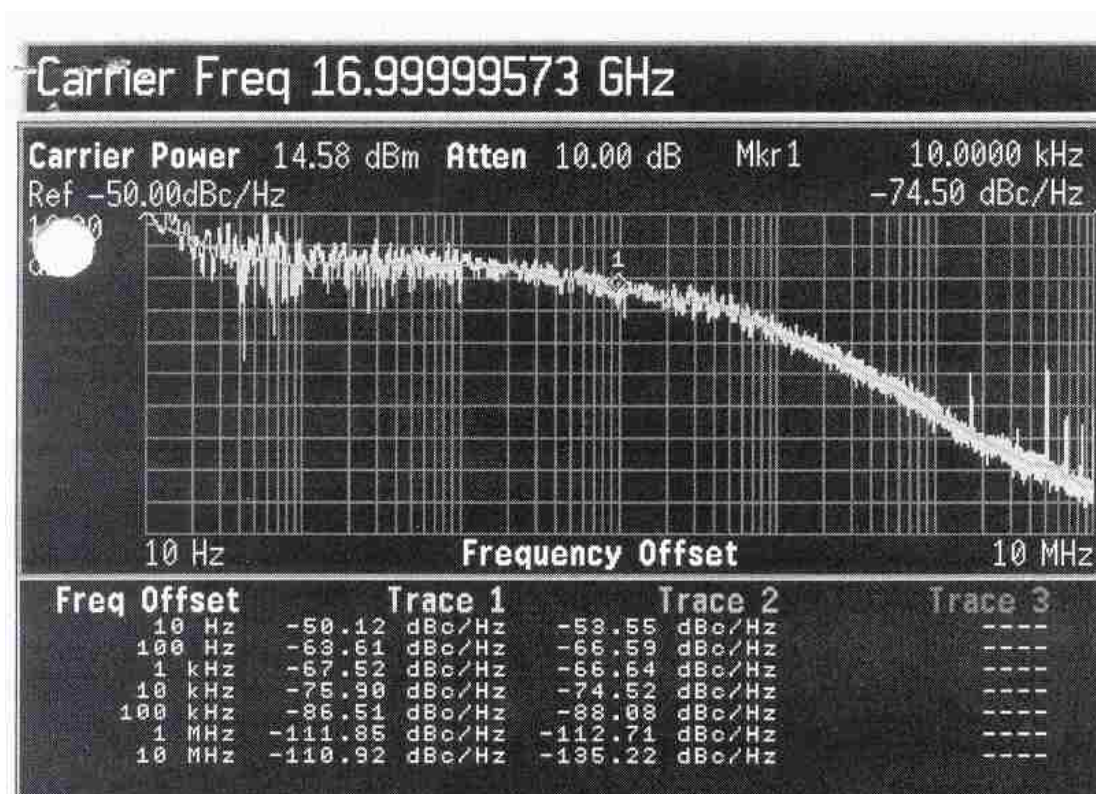 Carrier Freq 16.99999573 GHz
Carrier Power 14.58 dBm Atten 10.00 dB Mkr1 10.0000 kHz
Ref -50.00dBc/Hz -74.50 dBc/Hz
10.00
1
10 Hz Frequency Offset 10 MHz
Freq Offset Trace 1 Trace 2 Trace 3
10 Hz -50.12 dBc/Hz -53.55 dBc/Hz ----
100 Hz -63.61 dBc/Hz -66.59 dBc/Hz ----
1 kHz -67.52 dBc/Hz -66.64 dBc/Hz ----
10 kHz -75.90 dBc/Hz -74.52 dBc/Hz ----
100 kHz -86.51 dBc/Hz -88.08 dBc/Hz ----
1 MHz -111.85 dBc/Hz -112.71 dBc/Hz ----
10 MHz -110.92 dBc/Hz -135.22 dBc/Hz ----